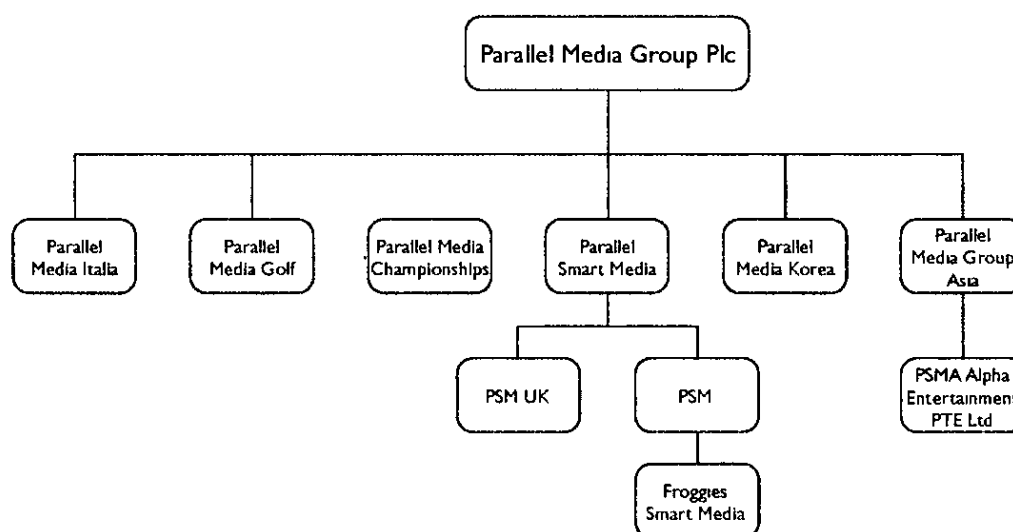 Parallel Media Group Plc
Parallel
Media Italia
Parallel
Media Golf
Parallel Media
Championships
Parallel
Smart Media
Parallel
Media Korea
Parallel
Media Group
Asia
PSM UK
PSM
PSMA Alpha
Entertainment
PTE Ltd
Froggies
Smart Media